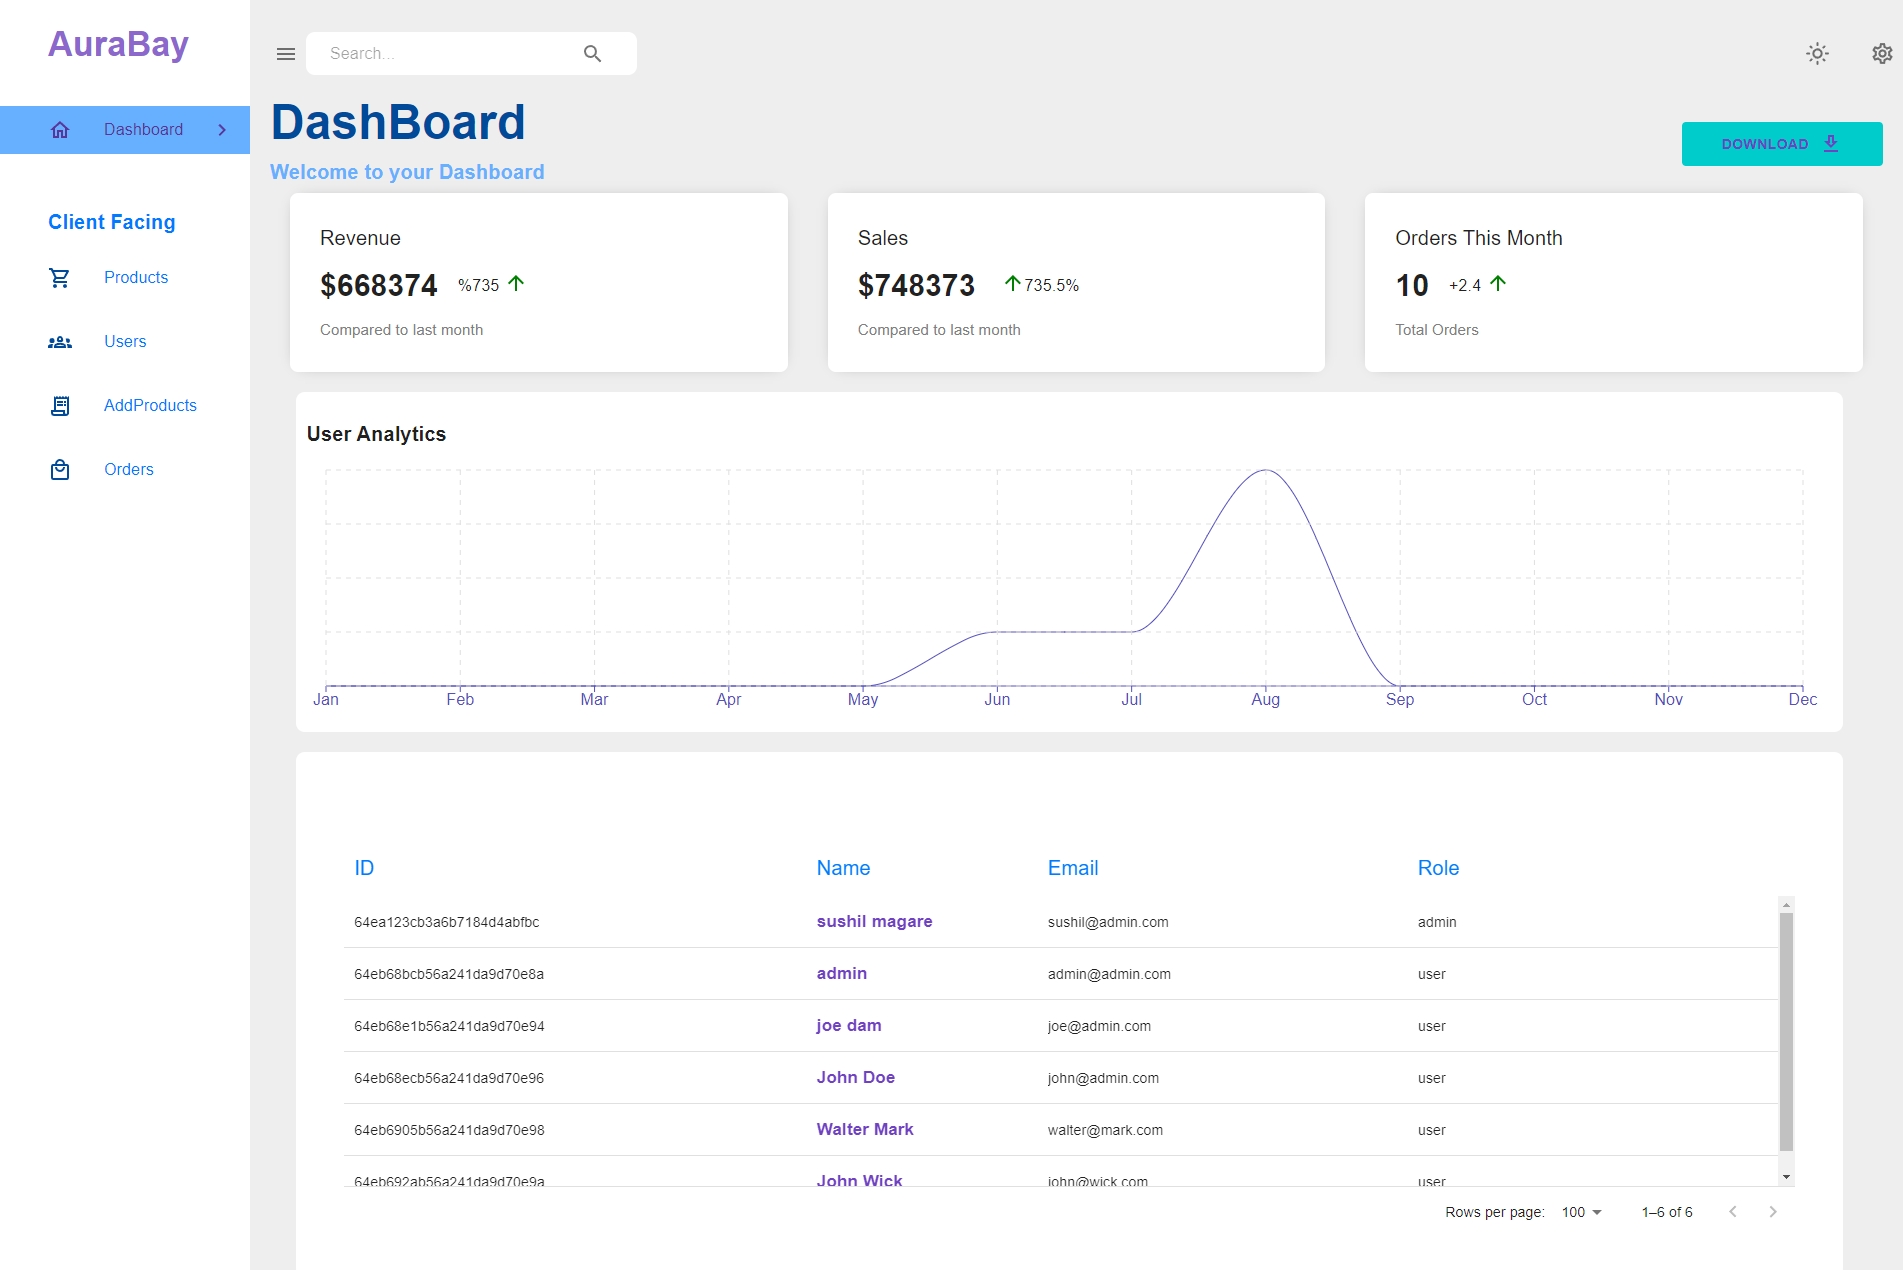 AuraBay
Search...
Dashboard
DashBoard
Welcome to your Dashboard
DOWNLOAD
Client Facing
Products
Users
AddProducts
Orders
Revenue
$668374 %735
Compared to last month
Sales
$748373 735.5%
Compared to last month
Orders This Month
10 +2.4
Total Orders
User Analytics
Jan Feb Mar Apr May Jun Jul Aug Sep Oct Nov Dec
ID Name Email Role
64ea123cb3a6b7184d4abfbc sushil magare sushil@admin.com admin
64eb68bcb56a241da9d70e8a admin admin@admin.com user
64eb68e1b56a241da9d70e94 joe dam joe@admin.com user
64eb68ecb56a241da9d70e96 John Doe john@admin.com user
64eb6905b56a241da9d70e98 Walter Mark walter@mark.com user
64eb692ab56a241da9d70e9a John Wick john@wick.com user
Rows per page: 100 1–6 of 6